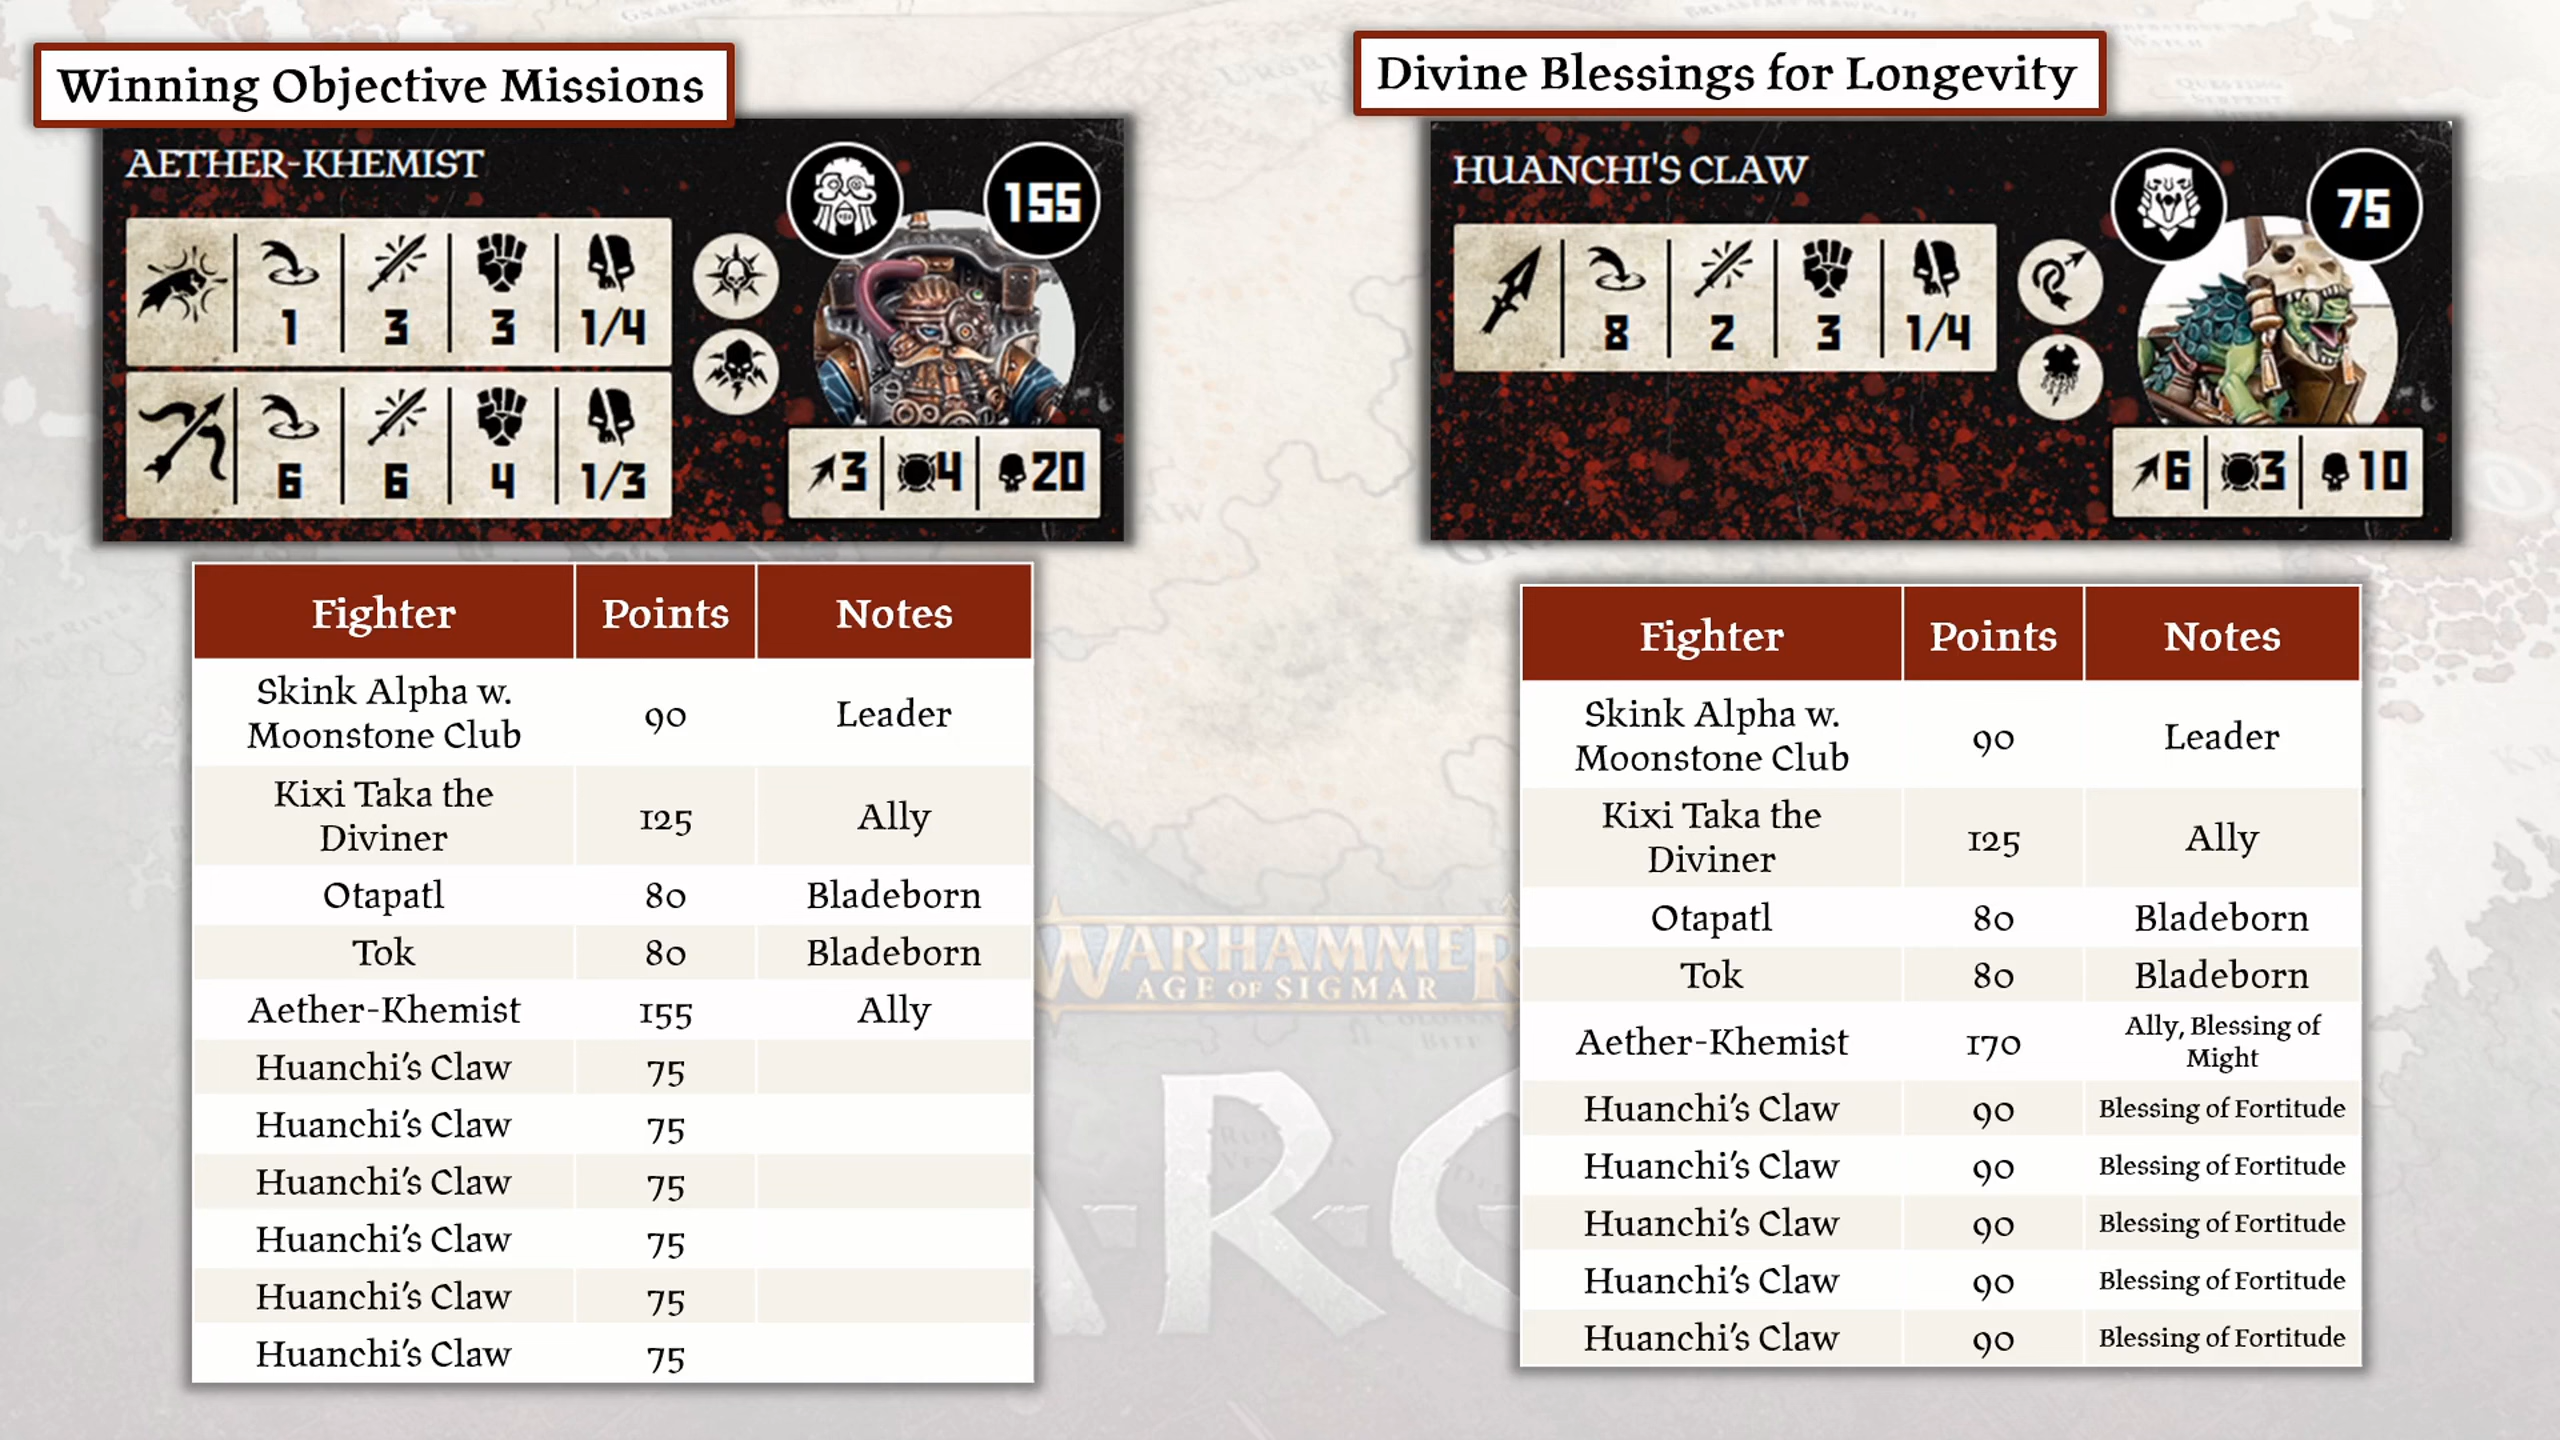 Winning Objective Missions
AETHER-KHEMIST
155
1 3 3 1/4
6 6 4 1/3
3 4 20
Fighter Points Notes
Skink Alpha w.
Moonstone Club 90 Leader
Kixi Taka the
Diviner 125 Ally
Otapatl 80 Bladeborn
Tok 80 Bladeborn
Aether-Khemist 155 Ally
Huanchi's Claw 75
Huanchi's Claw 75
Huanchi's Claw 75
Huanchi's Claw 75
Huanchi's Claw 75
Huanchi's Claw 75
Divine Blessings for Longevity
HUANCHI'S CLAW
75
8 2 3 1/4
6 3 10
Fighter Points Notes
Skink Alpha w.
Moonstone Club 90 Leader
Kixi Taka the
Diviner 125 Ally
Otapatl 80 Bladeborn
Tok 80 Bladeborn
Aether-Khemist 170 Ally, Blessing of
Might
Huanchi's Claw 90 Blessing of Fortitude
Huanchi's Claw 90 Blessing of Fortitude
Huanchi's Claw 90 Blessing of Fortitude
Huanchi's Claw 90 Blessing of Fortitude
Huanchi's Claw 90 Blessing of Fortitude
WARHAMMER
AGE OF SIGMAR